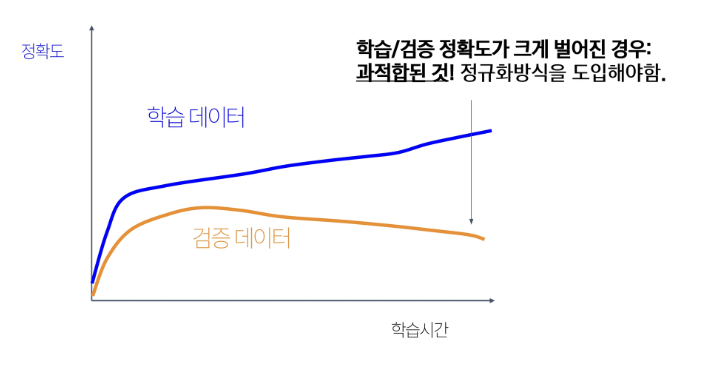 정확도
학습/검증 정확도가 크게 벌어진 경우:
과적합된 것! 정규화방식을 도입해야함.
학습 데이터
검증 데이터
학습시간